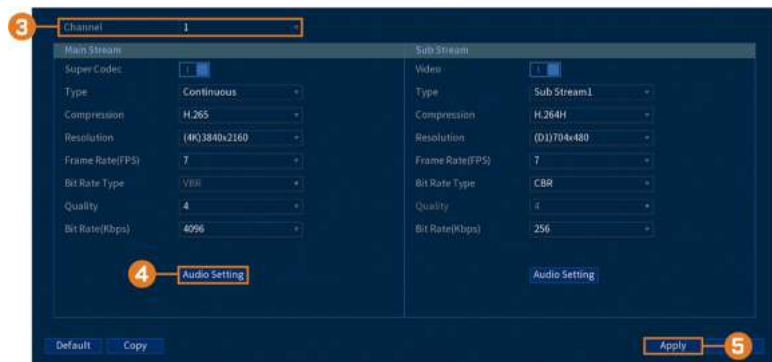 3 Channel 1
Main Stream Sub Stream
Super Codec Video
Type Continuous Type Sub Stream1
Compression H.265 Compression H.264H
Resolution (4K)3840x2160 Resolution (D1)704x480
Frame Rate(FPS) 7 Frame Rate(FPS) 7
Bit Rate Type VBR Bit Rate Type CBR
Quality 4 Quality 4
Bit Rate(Kbps) 4096 Bit Rate(Kbps) 256
4 Audio Setting Audio Setting
Default Copy Apply 5